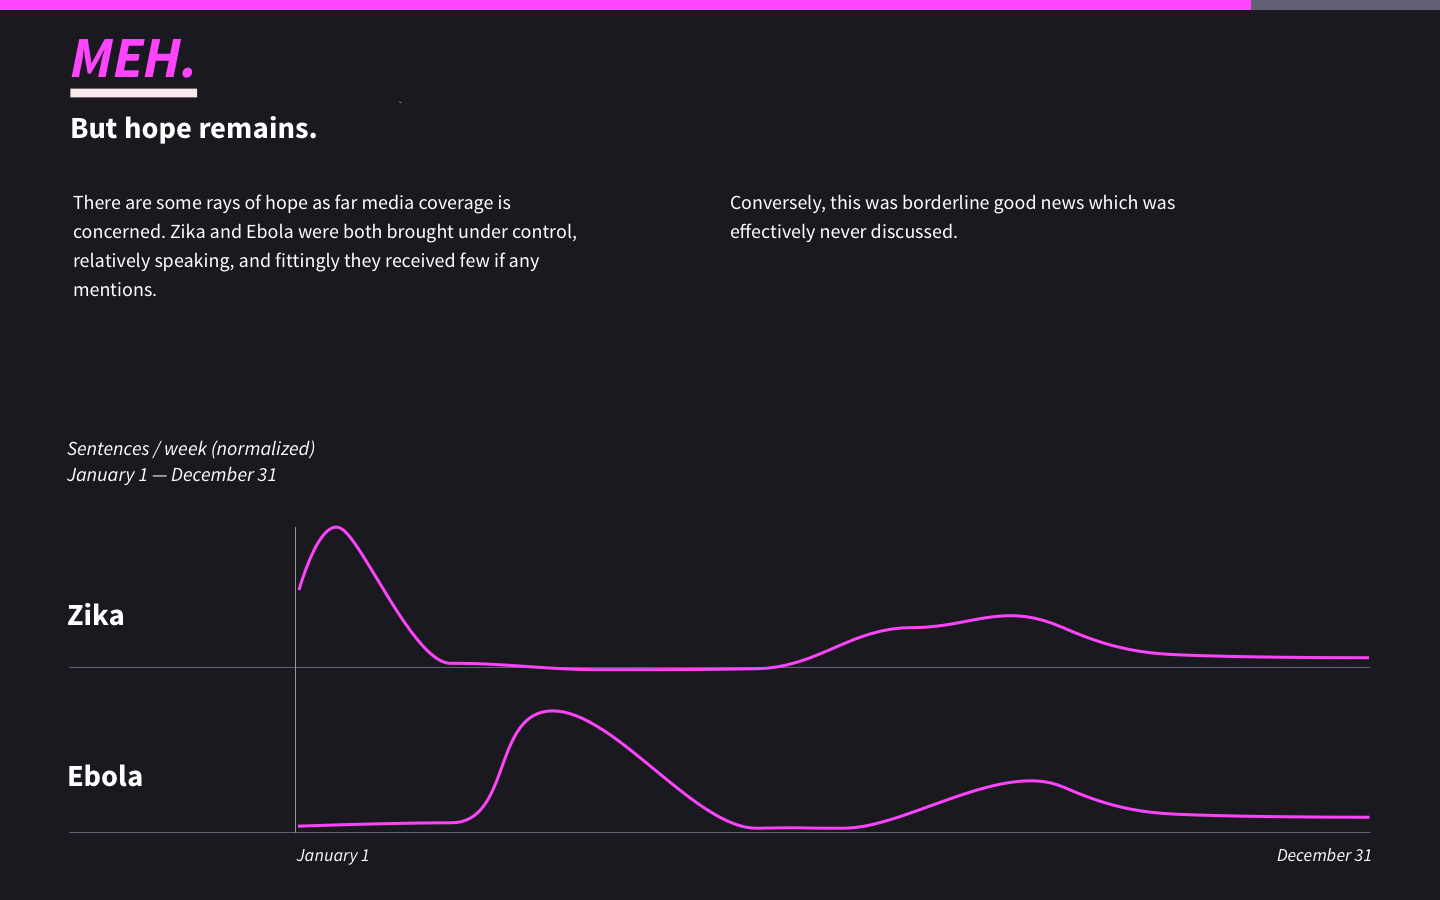 MEH.
But hope remains.
There are some rays of hope as far media coverage is
concerned. Zika and Ebola were both brought under control,
relatively speaking, and fittingly they received few if any
mentions.
Conversely, this was borderline good news which was
effectively never discussed.
Sentences / week (normalized)
January 1 — December 31
Zika
Ebola
January 1
December 31